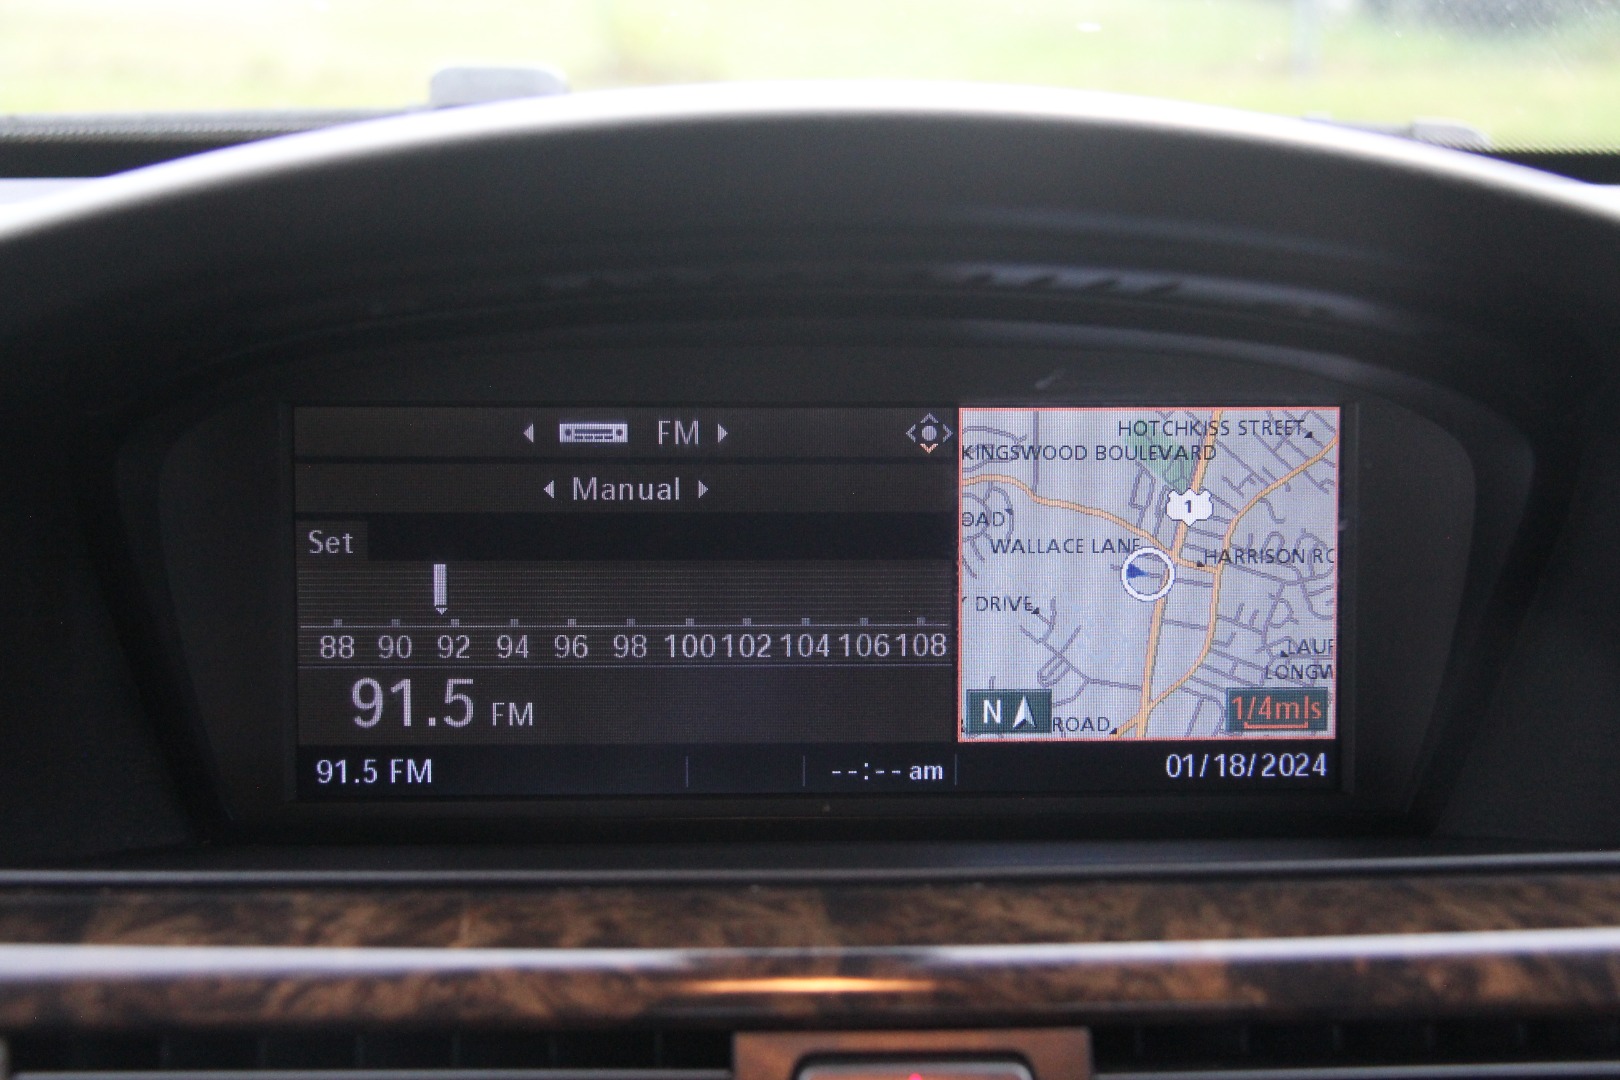 FM
Manual
Set
88 90 92 94 96 98 100 102 104 106 108
91.5 FM
91.5 FM
--:-- am
HOTCHKISS STREET
KINGSWOOD BOULEVARD
1
OAD
WALLACE LANE
HARRISON RO
DRIVE
LAUR
LONGW
N
ROAD
1/4mls
01/18/2024